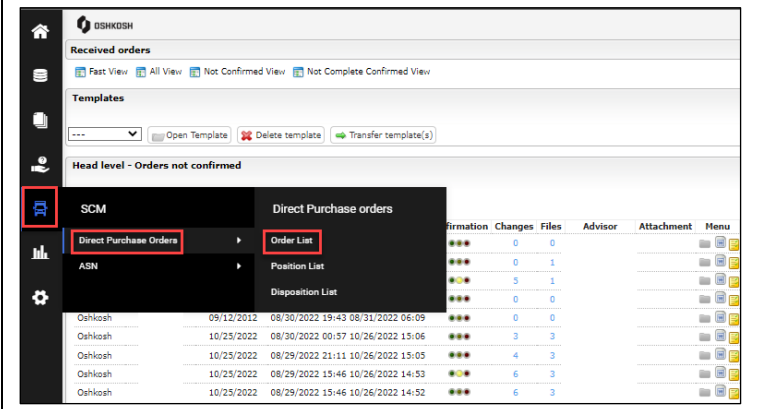 OSHKOSH
Received orders
Fast View All View Not Confirmed View Not Complete Confirmed View
Templates
--- Open Template Delete template Transfer template(s)
Head level - Orders not confirmed
SCM Direct Purchase orders
firmation Changes Files Advisor Attachment Menu
Direct Purchase Orders Order List 0 0
ASN Position List 0 1
5 1
Disposition List 0 0
Oshkosh 09/12/2012 08/30/2022 19:43 08/31/2022 06:09 0 0
Oshkosh 10/25/2022 08/30/2022 00:57 10/26/2022 15:06 3 3
Oshkosh 10/25/2022 08/29/2022 21:11 10/26/2022 15:05 4 3
Oshkosh 10/25/2022 08/29/2022 15:46 10/26/2022 14:53 6 3
Oshkosh 10/25/2022 08/29/2022 15:46 10/26/2022 14:52 6 3